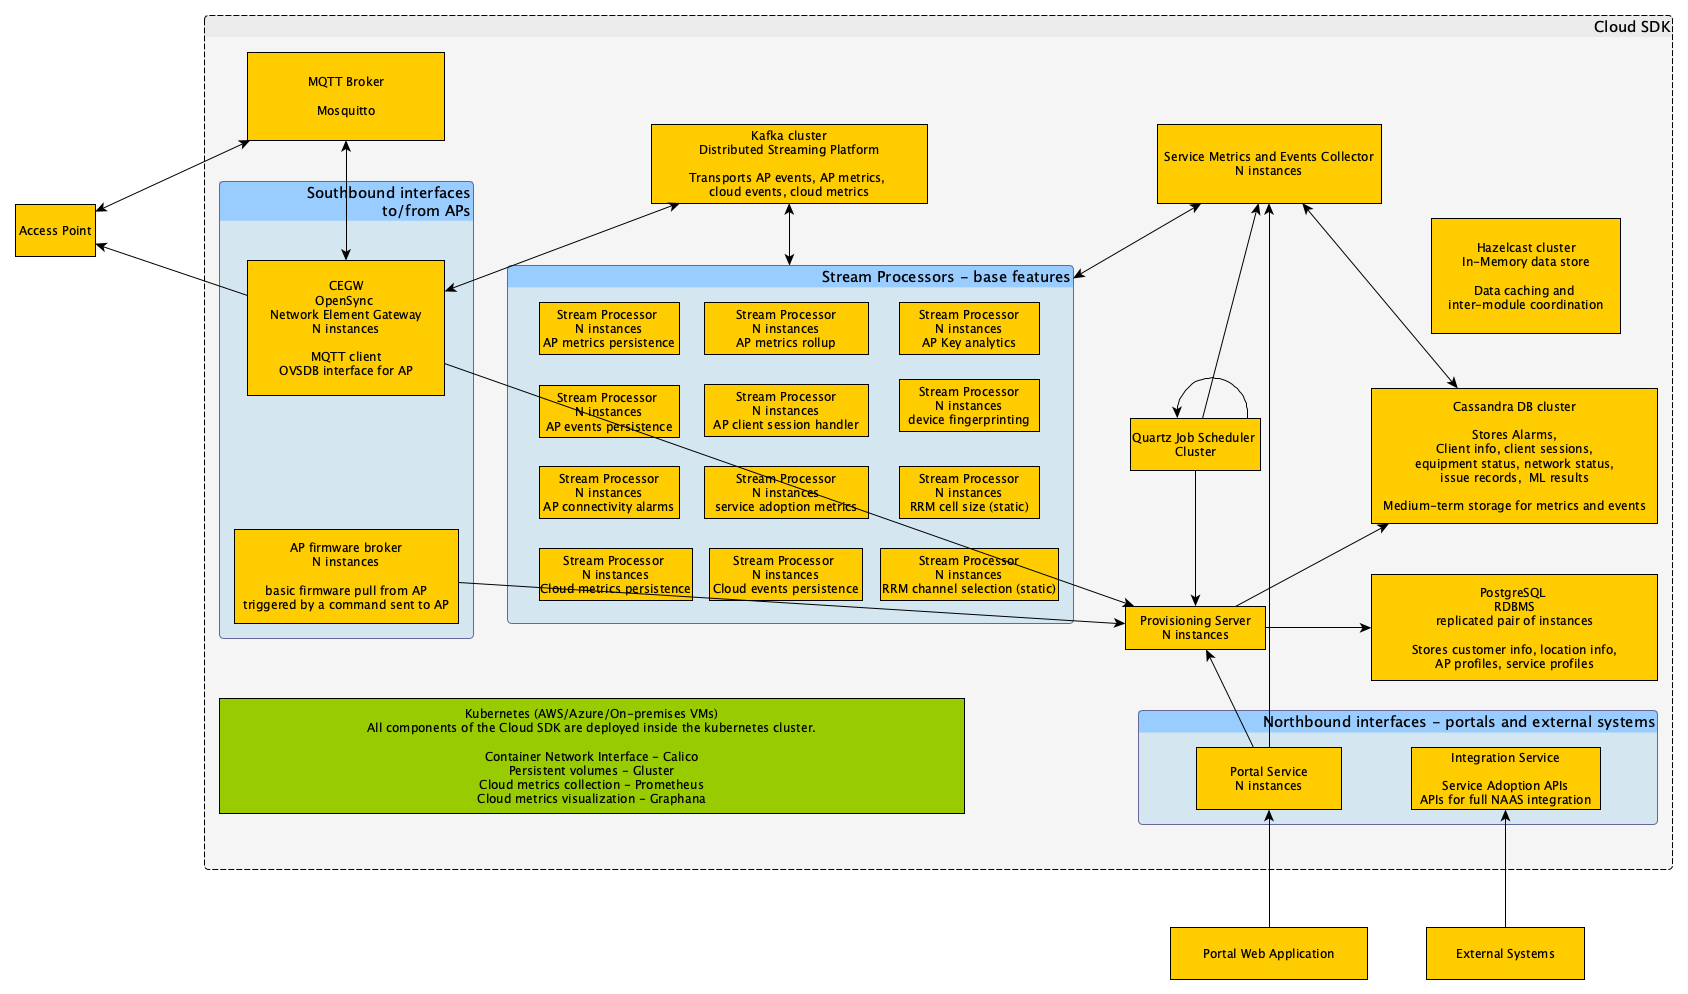 Cloud SDK
MQTT Broker
Mosquitto
Access Point
Southbound interfaces
to/from APs
CEGW
OpenSync
Network Element Gateway
N instances
MQTT client
OVSDB interface for AP
AP firmware broker
N instances
basic firmware pull from AP
triggered by a command sent to AP
Kafka cluster
Distributed Streaming Platform
Transports AP events, AP metrics,
cloud events, cloud metrics
Stream Processors - base features
Stream Processor
N instances
AP metrics persistence
Stream Processor
N instances
AP metrics rollup
Stream Processor
N instances
AP Key analytics
Stream Processor
N instances
AP events persistence
Stream Processor
N instances
AP client session handler
Stream Processor
N instances
device fingerprinting
Stream Processor
N instances
AP connectivity alarms
Stream Processor
N instances
service adoption metrics
Stream Processor
N instances
RRM cell size (static)
Stream Processor
N instances
Cloud metrics persistence
Stream Processor
N instances
Cloud events persistence
Stream Processor
N instances
RRM channel selection (static)
Service Metrics and Events Collector
N instances
Hazelcast cluster
In-Memory data store
Data caching and
inter-module coordination
Quartz Job Scheduler
Cluster
Cassandra DB cluster
Stores Alarms,
Client info, client sessions,
equipment status, network status,
issue records, ML results
Medium-term storage for metrics and events
Provisioning Server
N instances
PostgreSQL
RDBMS
replicated pair of instances
Stores customer info, location info,
AP profiles, service profiles
Kubernetes (AWS/Azure/On-premises VMs)
All components of the Cloud SDK are deployed inside the kubernetes cluster.
Container Network Interface - Calico
Persistent volumes - Gluster
Cloud metrics collection - Prometheus
Cloud metrics visualization - Graphana
Northbound interfaces - portals and external systems
Portal Service
N instances
Integration Service
Service Adoption APIs
APIs for full NAAS integration
Portal Web Application
External Systems